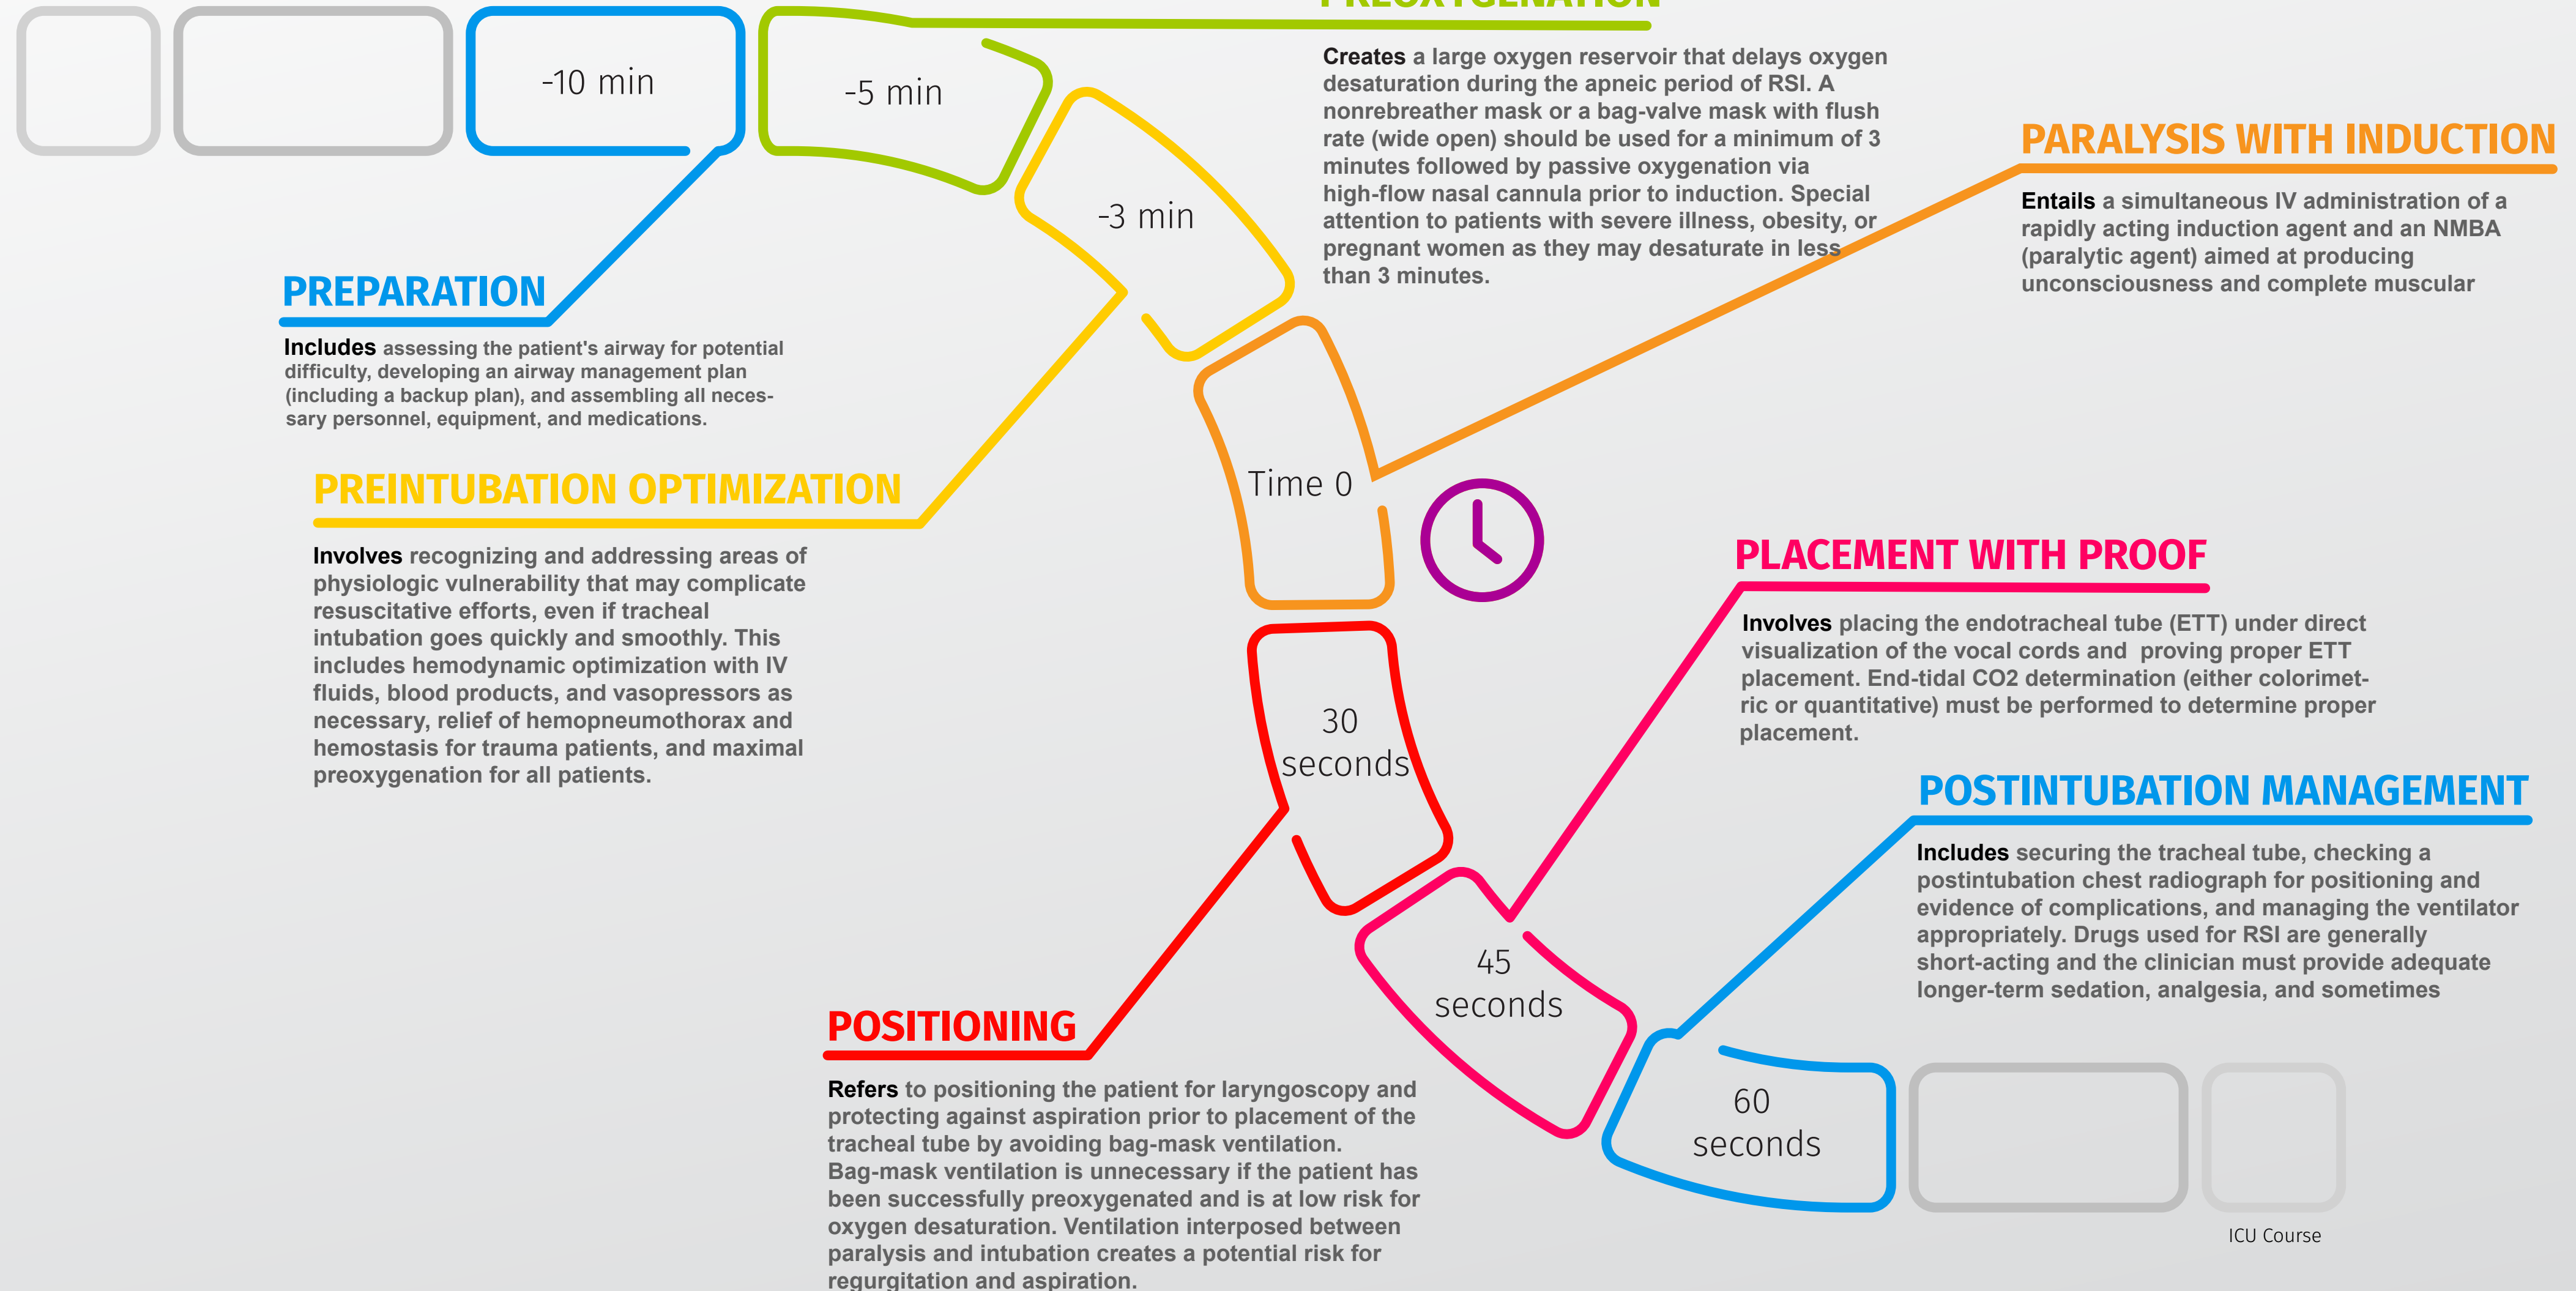 PREOXYGENATION
Creates a large oxygen reservoir that delays oxygen
desaturation during the apneic period of RSI. A
nonrebreather mask or a bag-valve mask with flush
rate (wide open) should be used for a minimum of 3
minutes followed by passive oxygenation via
high-flow nasal cannula prior to induction. Special
attention to patients with severe illness, obesity, or
pregnant women as they may desaturate in less
than 3 minutes.
-10 min
-5 min
-3 min
PARALYSIS WITH INDUCTION
Entails a simultaneous IV administration of a
rapidly acting induction agent and an NMBA
(paralytic agent) aimed at producing
unconsciousness and complete muscular
PREPARATION
Includes assessing the patient's airway for potential
difficulty, developing an airway management plan
(including a backup plan), and assembling all neces-
sary personnel, equipment, and medications.
PREINTUBATION OPTIMIZATION
Involves recognizing and addressing areas of
physiologic vulnerability that may complicate
resuscitative efforts, even if tracheal
intubation goes quickly and smoothly. This
includes hemodynamic optimization with IV
fluids, blood products, and vasopressors as
necessary, relief of hemopneumothorax and
hemostasis for trauma patients, and maximal
preoxygenation for all patients.
Time 0
PLACEMENT WITH PROOF
Involves placing the endotracheal tube (ETT) under direct
visualization of the vocal cords and  proving proper ETT
placement. End-tidal CO2 determination (either colorimet-
ric or quantitative) must be performed to determine proper
placement.
30
seconds
POSTINTUBATION MANAGEMENT
Includes securing the tracheal tube, checking a
postintubation chest radiograph for positioning and
evidence of complications, and managing the ventilator
appropriately. Drugs used for RSI are generally
short-acting and the clinician must provide adequate
longer-term sedation, analgesia, and sometimes
45
seconds
POSITIONING
Refers to positioning the patient for laryngoscopy and
protecting against aspiration prior to placement of the
tracheal tube by avoiding bag-mask ventilation.
Bag-mask ventilation is unnecessary if the patient has
been successfully preoxygenated and is at low risk for
oxygen desaturation. Ventilation interposed between
paralysis and intubation creates a potential risk for
regurgitation and aspiration.
60
seconds
ICU Course